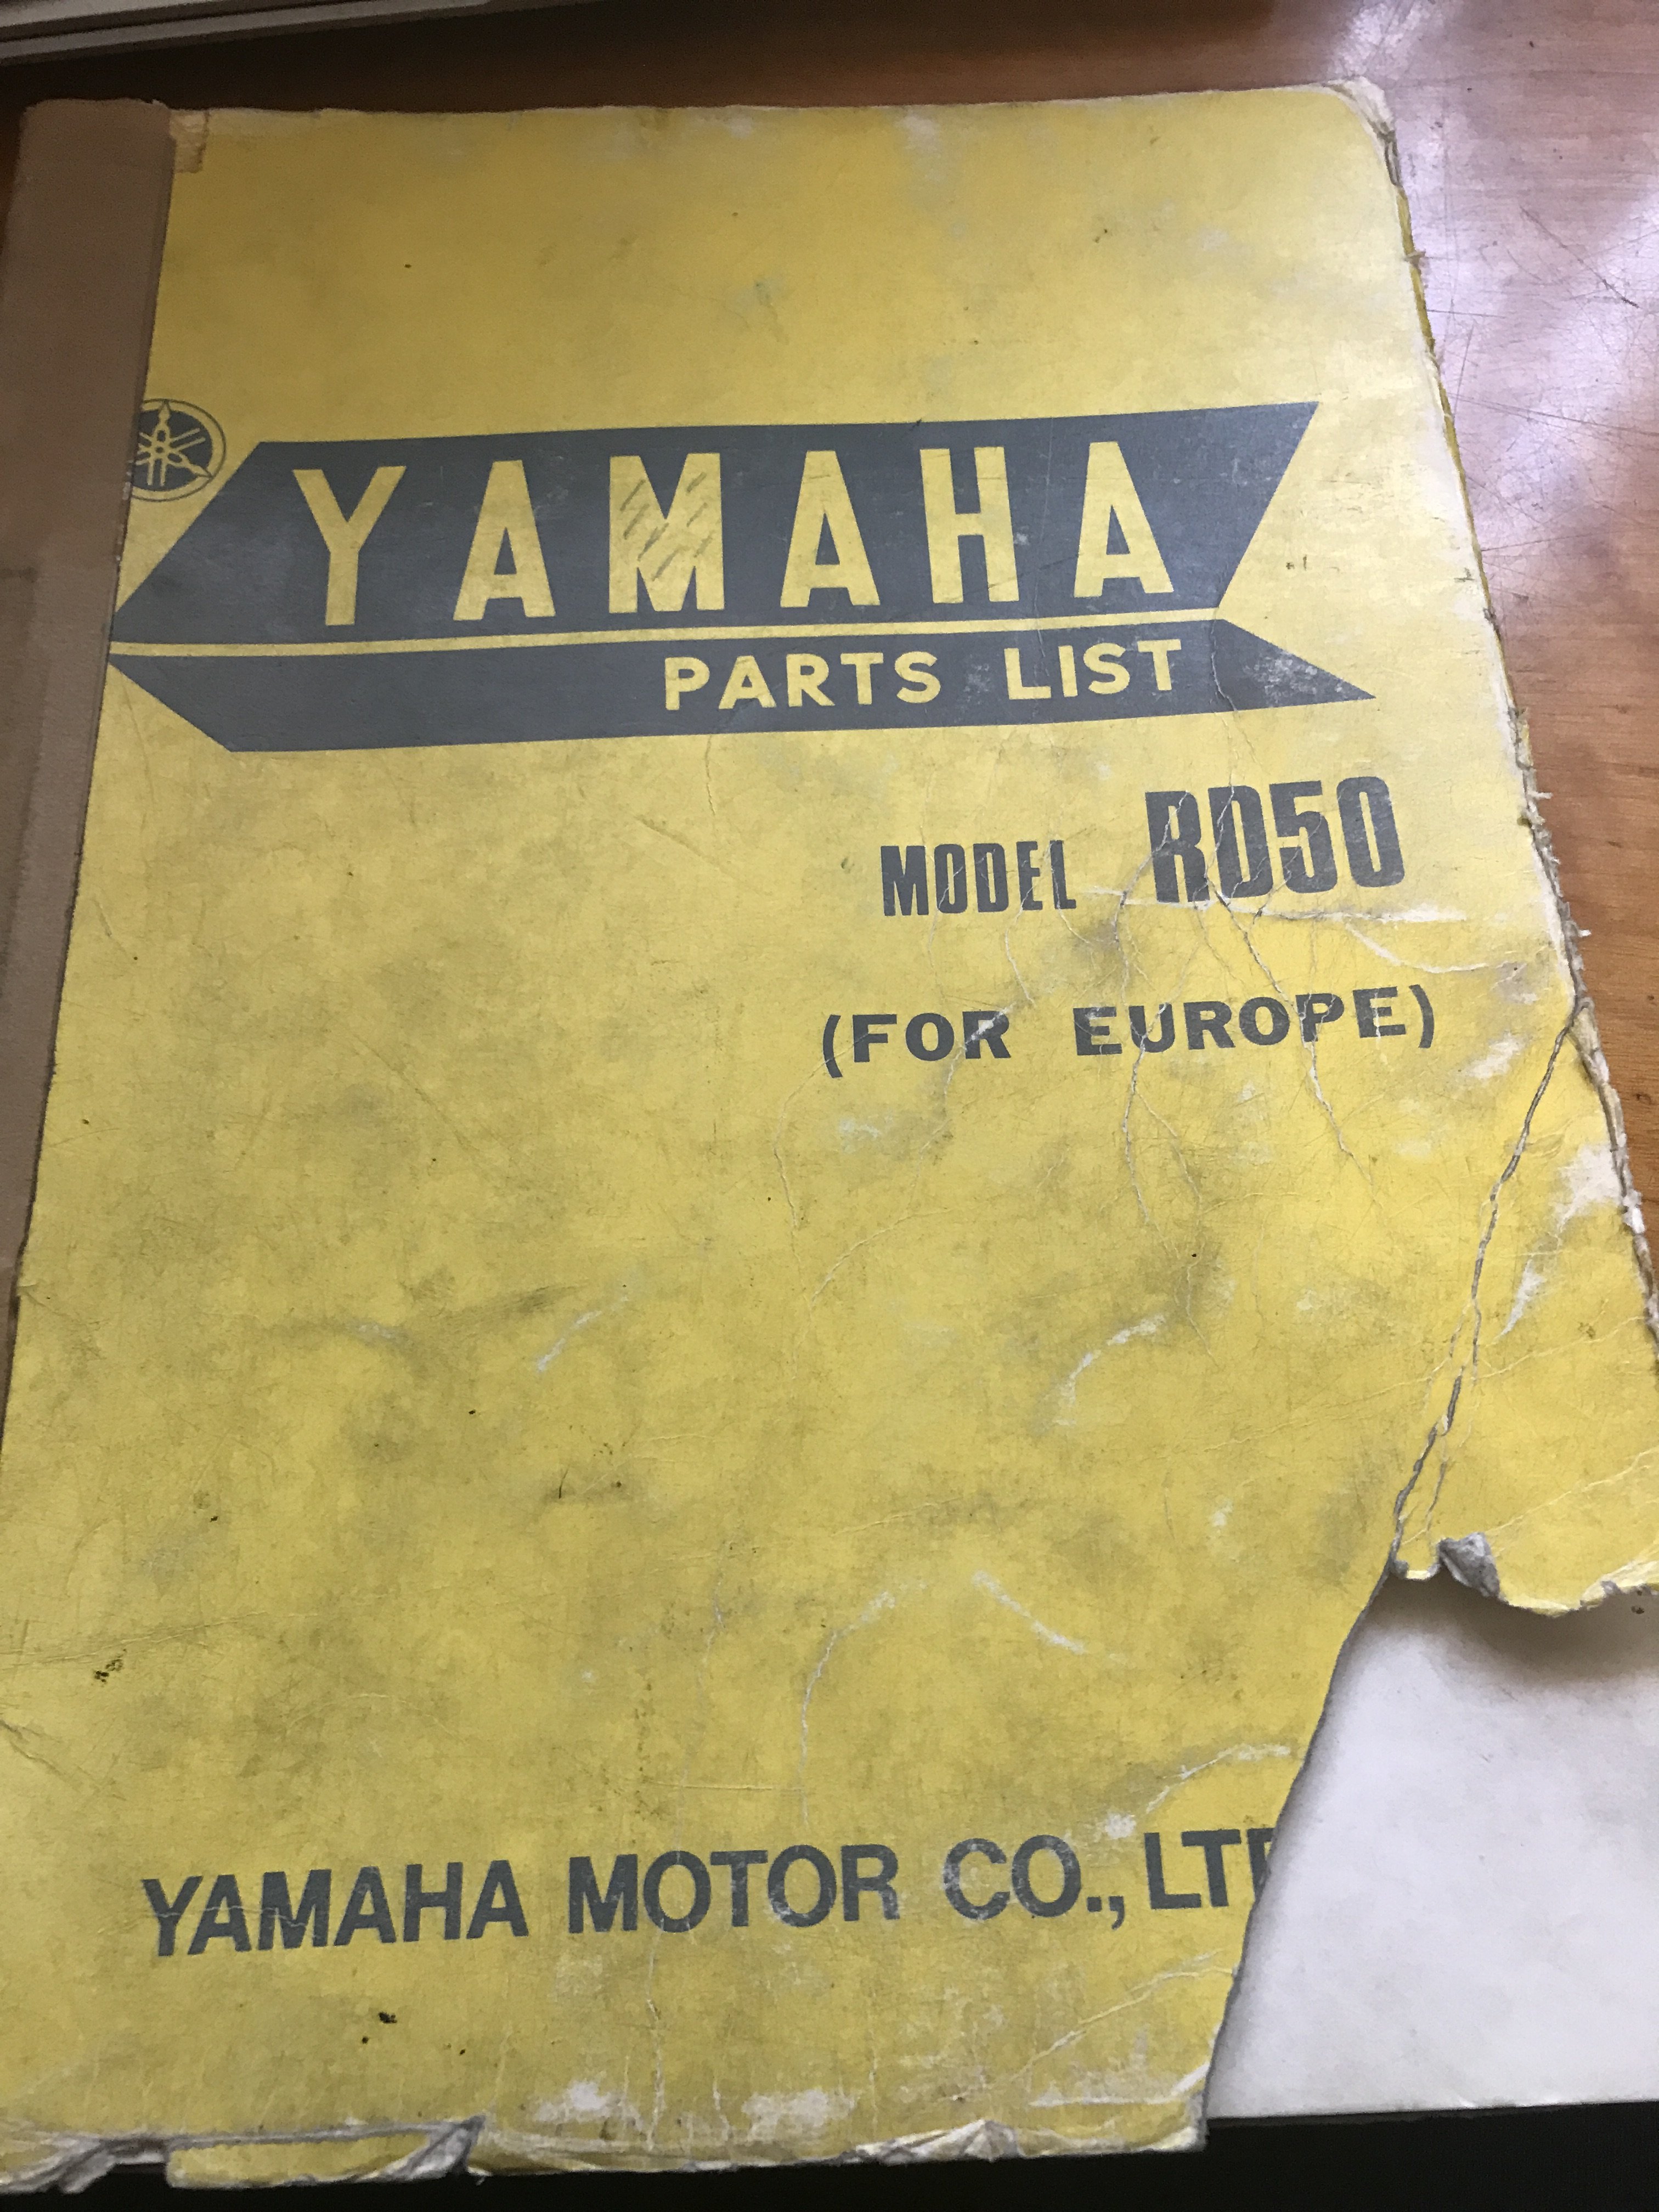 YAMAHA
PARTS LIST
MODEL RD50
(FOR EUROPE)
YAMAHA MOTOR CO., LT